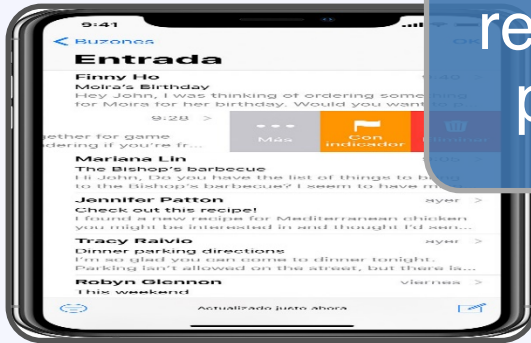 9:41
Buzones
OK
Entrada
Finny Ho
Moira's Birthday
Hey John, I was thinking of ordering something
for Moira for her birthday. Would you want
9:28 >
ether for game
dering if you're fr...
Más
Con
indicador
Mariana Lin
The Bishop's barbecue
Hi John, Do you have the list of things to
to the Bishop's barbecue? I seem to have
Jennifer Patton
ayer >
Check out this recipe!
I found a new recipe for Mediterranean chicken
you might be interested in and thought I'd sen...
Tracy Raivio
ayer >
Dinner parking directions
I'm so glad you can come to dinner tonight.
Parking isn't allowed on the street, but there is...
Robyn Glennon
viernes >
This weekend
Actualizado justo ahora
re
p